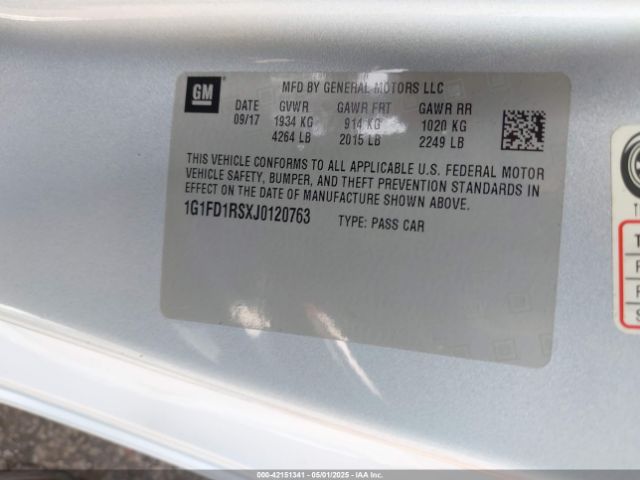 GM
MFD BY GENERAL MOTORS LLC
DATE GVWR GAWR FRT GAWR RR
09/17 1934 KG 914 KG 1020 KG
4264 LB 2015 LB 2249 LB
THIS VEHICLE CONFORMS TO ALL APPLICABLE U.S. FEDERAL MOTOR
VEHICLE SAFETY, BUMPER, AND THEFT PREVENTION STANDARDS IN
EFFECT ON THE DATE OF MANUFACTURE SHOWN ABOVE.
1G1FD1RSXJ0120763 TYPE: PASS CAR
000-42151341 - 05/01/2025 - IAA Inc.